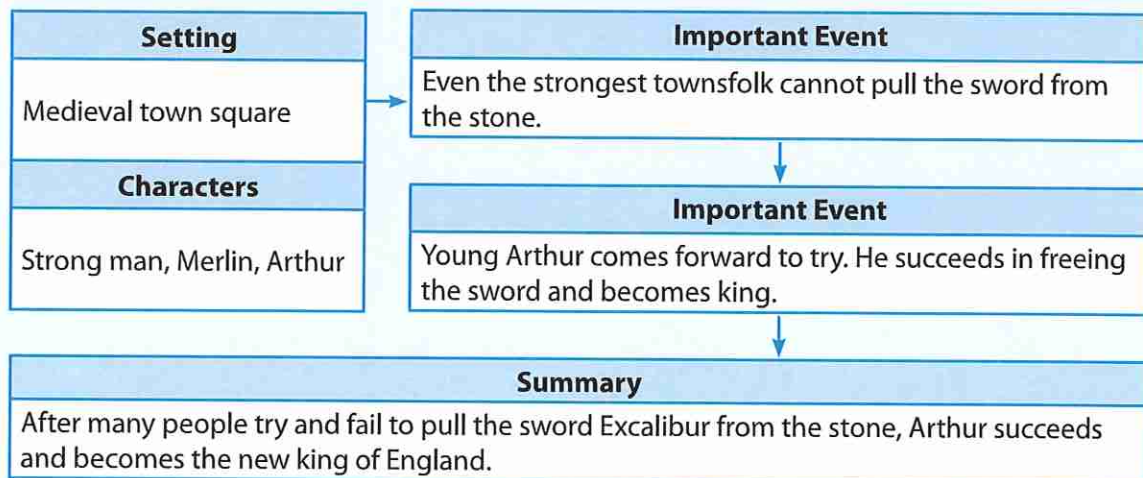 Setting
Medieval town square
Characters
Strong man, Merlin, Arthur
Important Event
Even the strongest townsfolk cannot pull the sword from
the stone.
Important Event
Young Arthur comes forward to try. He succeeds in freeing
the sword and becomes king.
Summary
After many people try and fail to pull the sword Excalibur from the stone, Arthur succeeds
and becomes the new king of England.